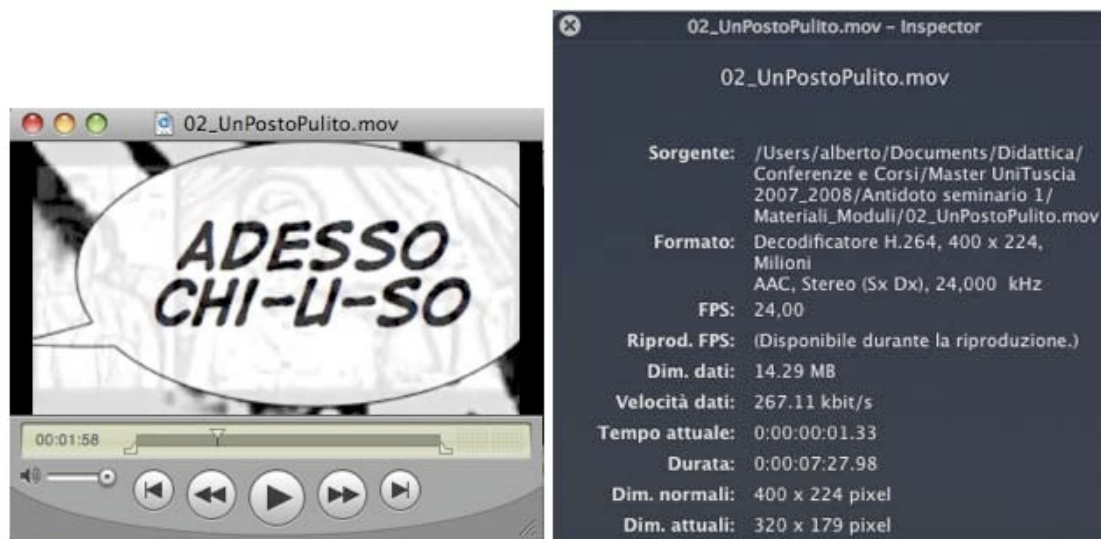 02_UnPostoPulito.mov
ADESSO
CHI-U-SO
00:01:58
02_UnPostoPulito.mov – Inspector
02_UnPostoPulito.mov
Sorgente: /Users/alberto/Documents/Didattica/
Conferenze e Corsi/Master UniTuscia
2007_2008/Antidoto seminario 1/
Materiali_Moduli/02_UnPostoPulito.mov
Formato: Decodificatore H.264, 400 x 224,
Milioni
AAC, Stereo (Sx Dx), 24,000 kHz
FPS: 24,00
Riprod. FPS: (Disponibile durante la riproduzione.)
Dim. dati: 14.29 MB
Velocità dati: 267.11 kbit/s
Tempo attuale: 0:00:00:01.33
Durata: 0:00:07:27.98
Dim. normali: 400 x 224 pixel
Dim. attuali: 320 x 179 pixel